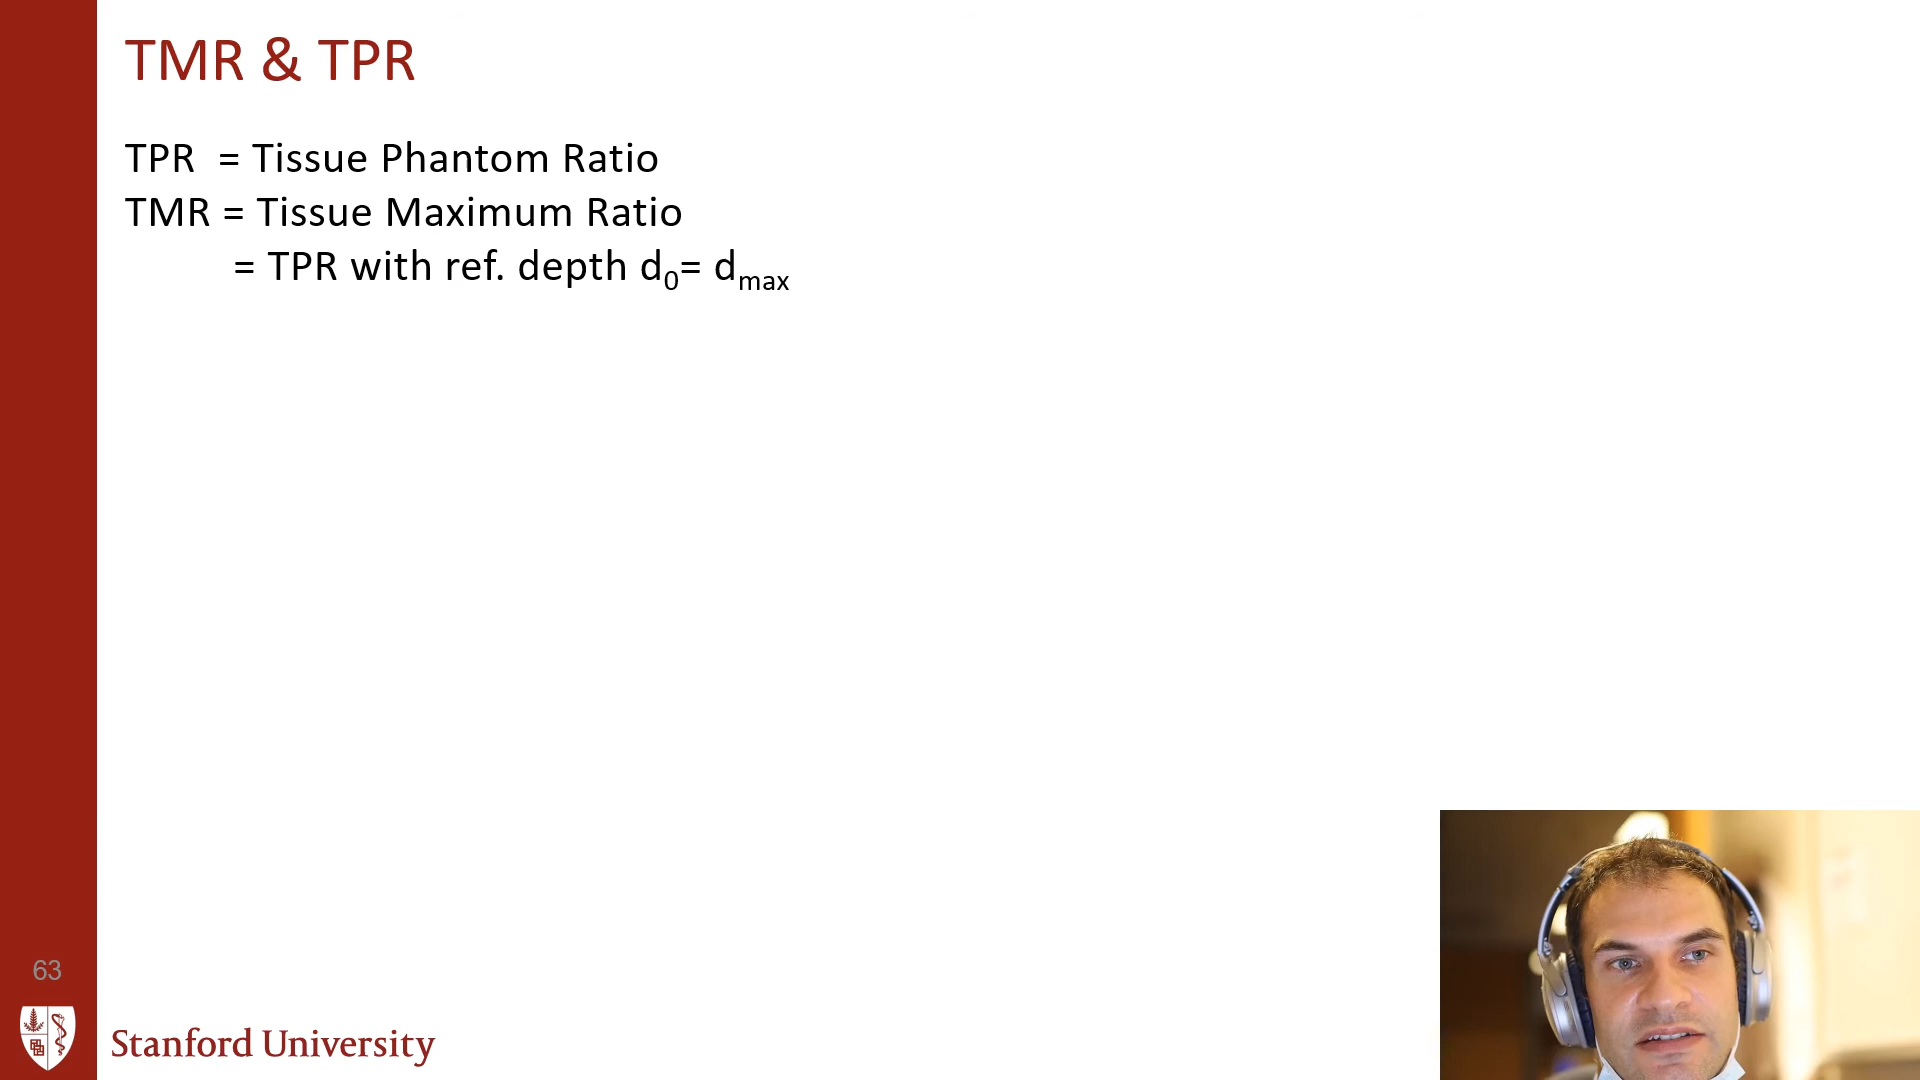 TMR & TPR
TPR = Tissue Phantom Ratio
TMR = Tissue Maximum Ratio
= TPR with ref. depth d₀= dmax
63
Stanford University